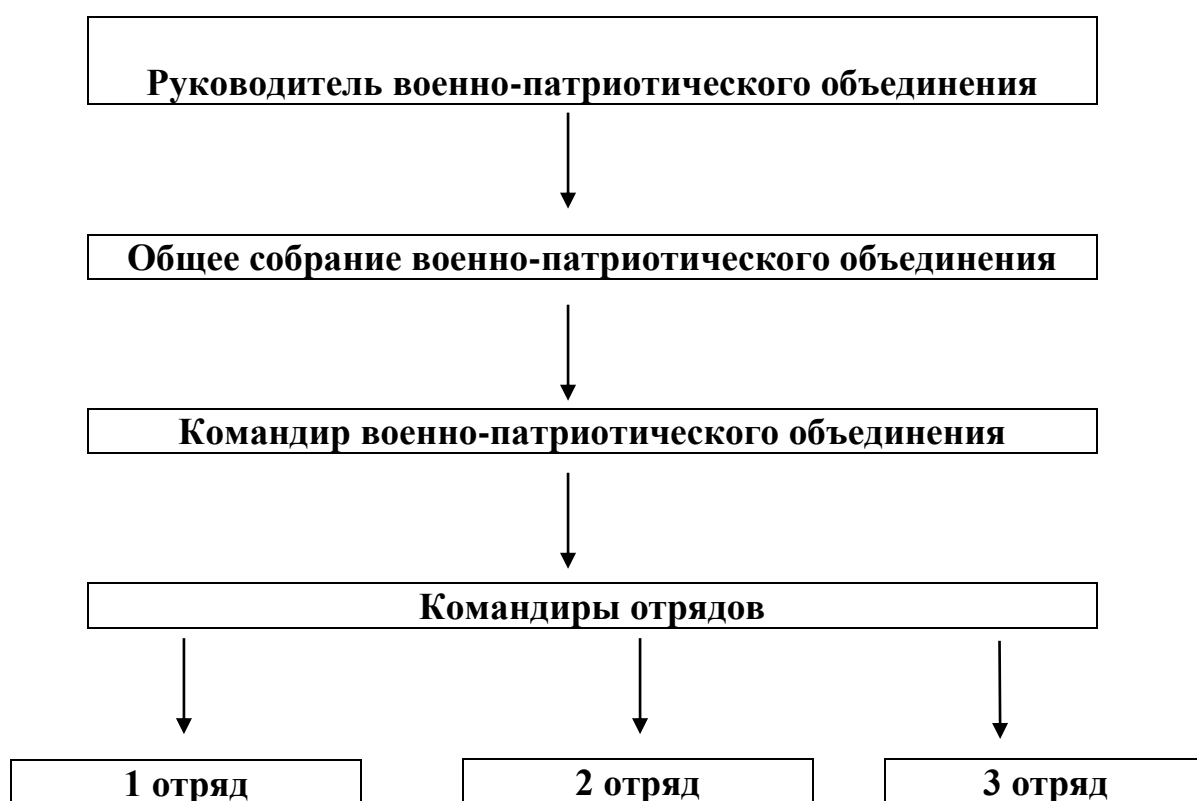 Руководитель военно-патриотического объединения
Общее собрание военно-патриотического объединения
Командир военно-патриотического объединения
Командиры отрядов
1 отряд
2 отряд
3 отряд